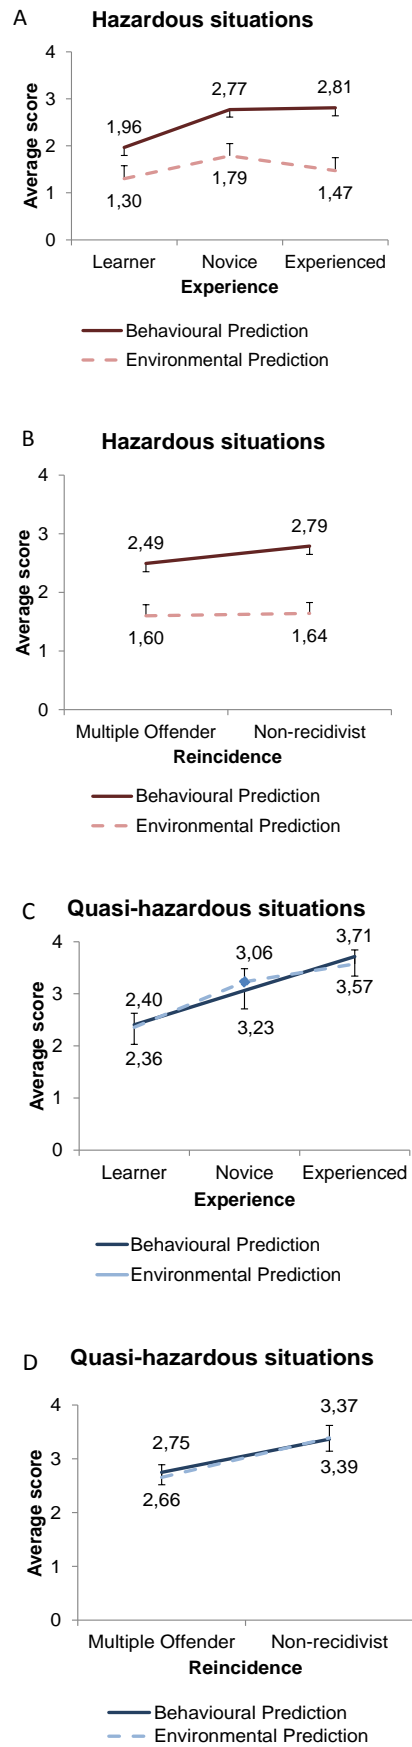 A
Hazardous situations
4
3
2
1
0
Average score
1,96
2,77
2,81
1,30
1,79
1,47
Learner
Novice
Experienced
Experience
Behavioural Prediction
Environmental Prediction
B
Hazardous situations
4
3
2
1
0
Average score
2,49
2,79
1,60
1,64
Multiple Offender
Non-recidivist
Reincidence
Behavioural Prediction
Environmental Prediction
C
Quasi-hazardous situations
4
3
2
1
0
Average score
2,40
3,06
3,71
2,36
3,23
3,57
Learner
Novice
Experienced
Experience
Behavioural Prediction
Environmental Prediction
D
Quasi-hazardous situations
4
3
2
1
0
Average score
2,75
3,37
2,66
3,39
Multiple Offender
Non-recidivist
Reincidence
Behavioural Prediction
Environmental Prediction